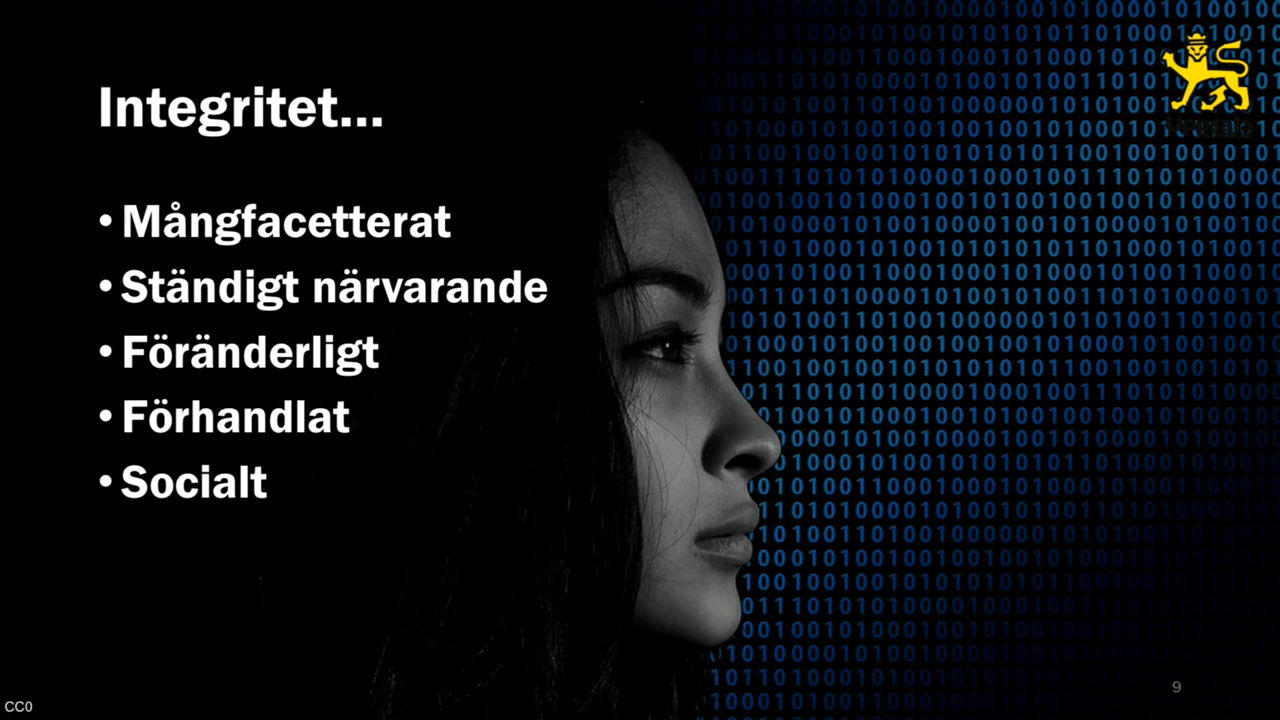 Integritet...
• Mångfacetterat
• Ständigt närvarande
• Föränderligt
• Förhandlat
• Socialt
9
CC0